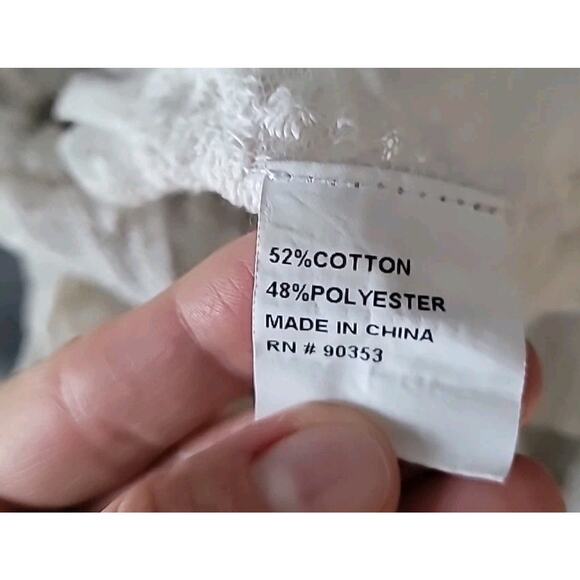 52%COTTON
48%POLYESTER
MADE IN CHINA
RN # 90353